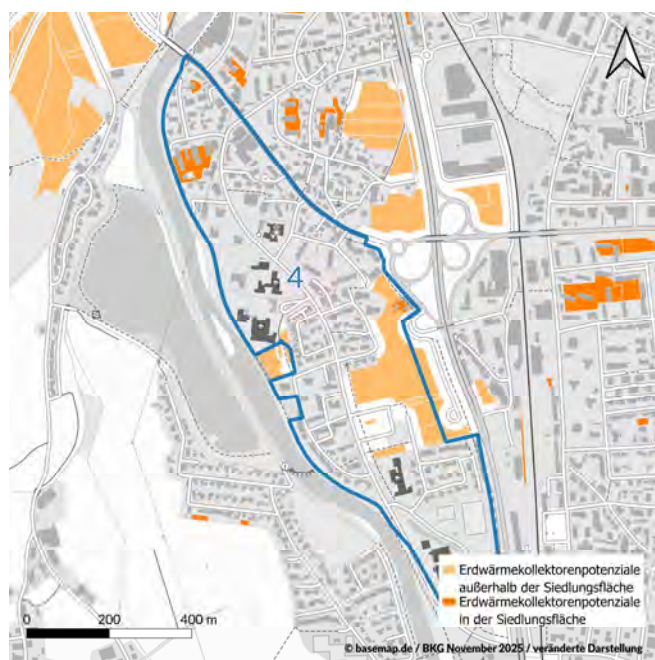 4
Erdwärmekollektorenpotenziale
außerhalb der Siedlungsfläche
Erdwärmekollektorenpotenziale
in der Siedlungsfläche
0 200 400 m
© basemap.de / BKG November 2025 / veränderte Darstellung